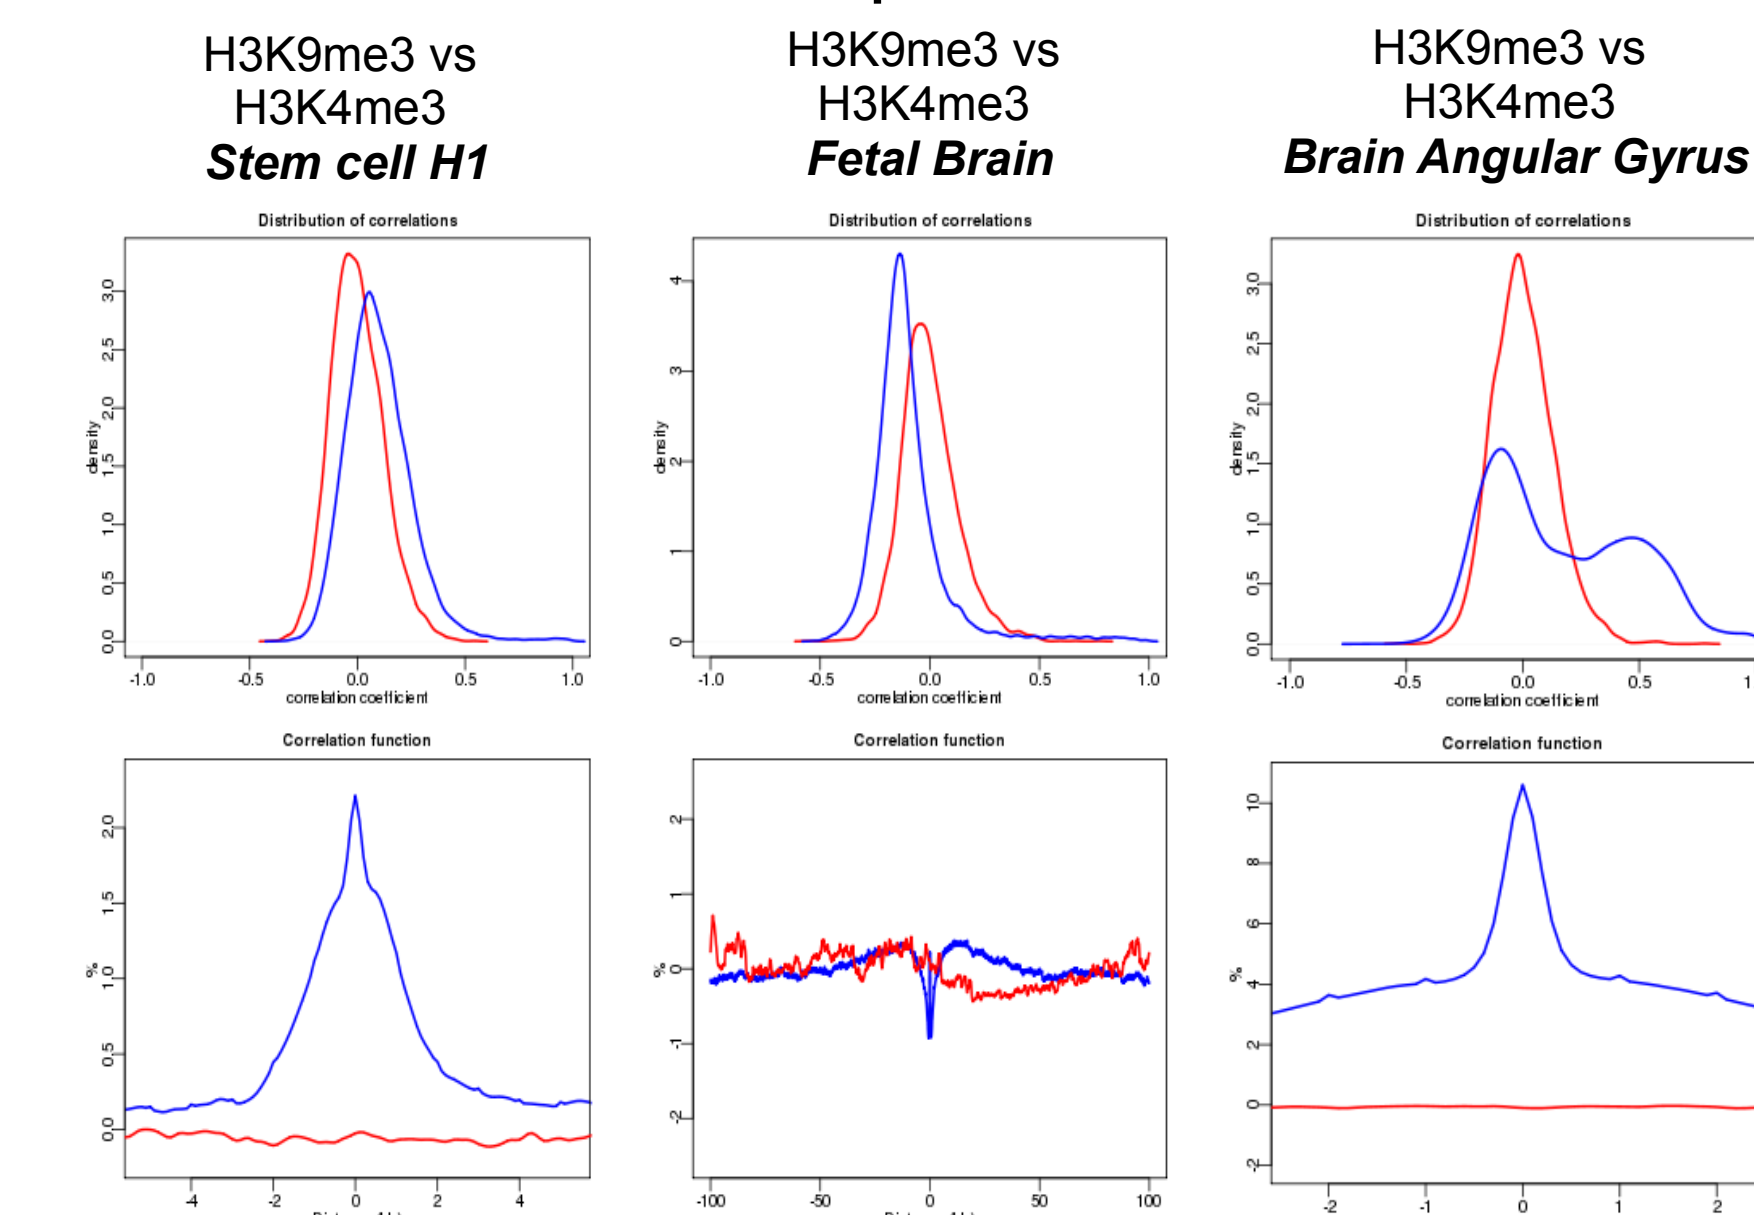 H3K9me3 vs
H3K4me3
Stem cell H1
H3K9me3 vs
H3K4me3
Fetal Brain
H3K9me3 vs
H3K4me3
Brain Angular Gyrus
Distribution of correlations
density
0.0 0.5 1.0 1.5 2.0 2.5 3.0
-1.0 -0.5 0.0 0.5 1.0
correlation coefficient
Distribution of correlations
density
0 1 2 3 4
-1.0 -0.5 0.0 0.5 1.0
correlation coefficient
Distribution of correlations
density
0.0 0.5 1.0 1.5 2.0 2.5 3.0
-1.0 -0.5 0.0 0.5 1
correlation coefficient
Correlation function
%
0.0 0.5 1.0 1.5 2.0
-4 -2 0 2 4
Correlation function
%
-2 -1 0 1 2
-100 -50 0 50 100
Correlation function
%
-2 0 2 4 6 8 10
-2 -1 0 1 2